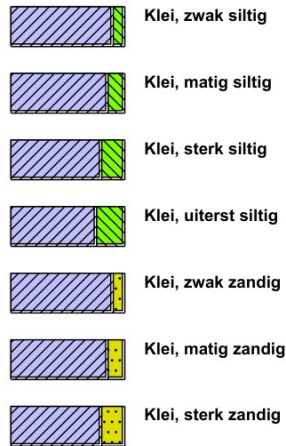 Klei, zwak siltig
Klei, matig siltig
Klei, sterk siltig
Klei, uiterst siltig
Klei, zwak zandig
Klei, matig zandig
Klei, sterk zandig